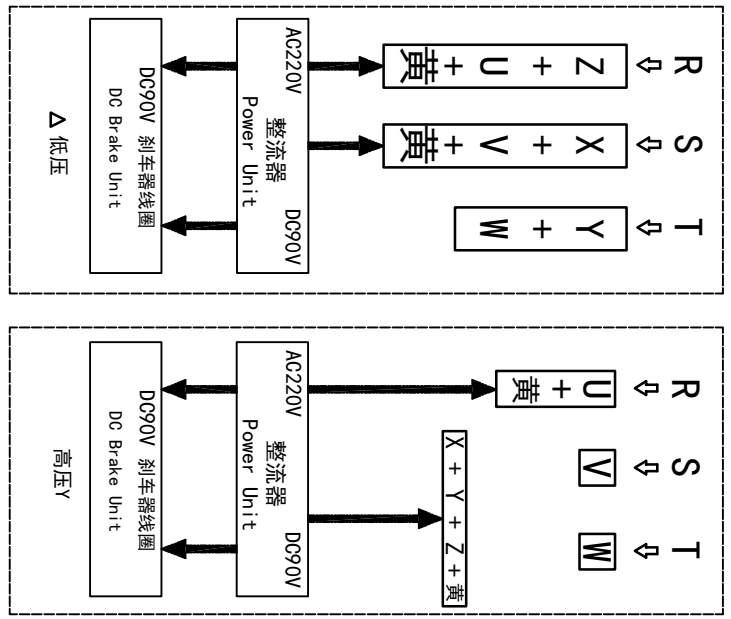 R S T
Z + U + 黄
X + V + 黄
Y + W
AC220V DC90V
整流器
Power Unit
DC90V 刹车器线圈
DC Brake Unit
Δ 低压
R S T
U + 黄
V
W
X + Y + Z + 黄
AC220V DC90V
整流器
Power Unit
DC90V 刹车器线圈
DC Brake Unit
高压Y